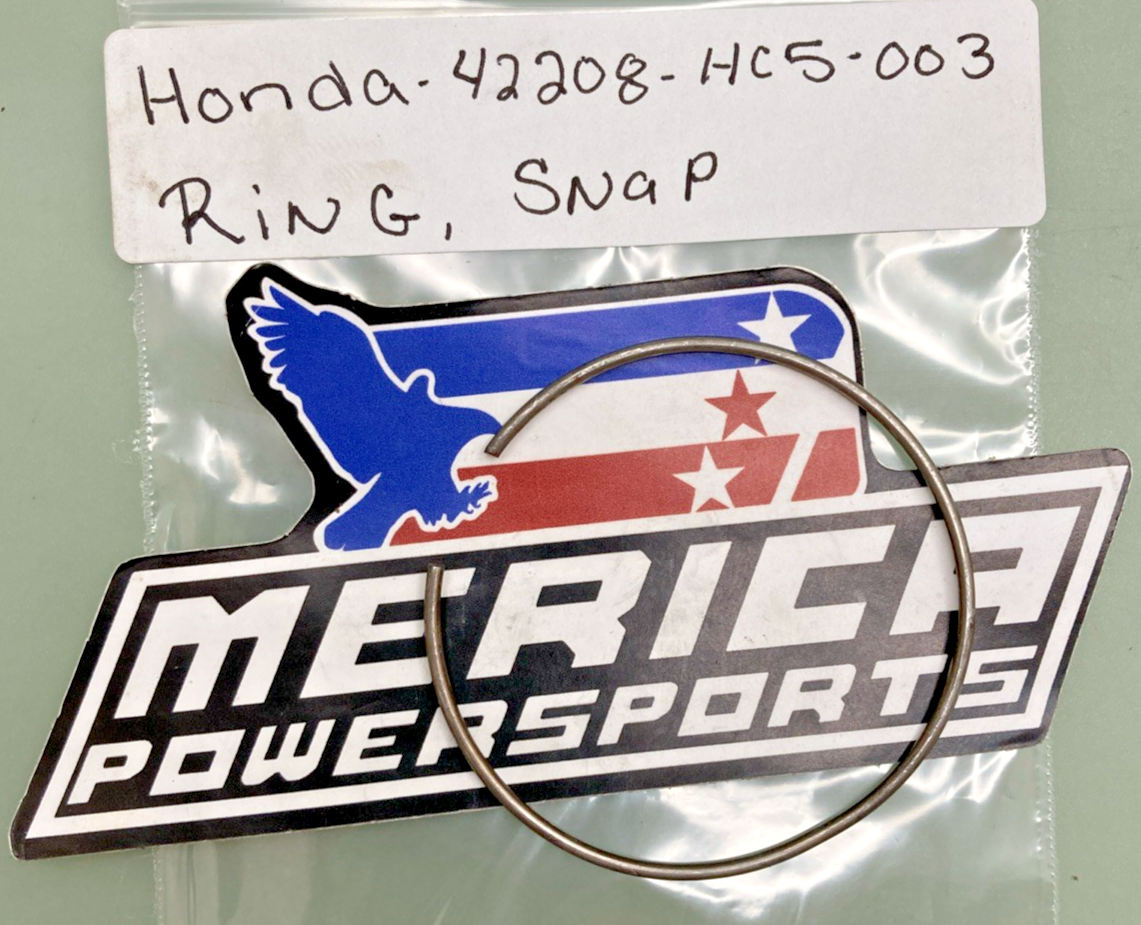 Honda-42208-HC5-003
RiNG, SNaP
MERICA
POWERSPORTS